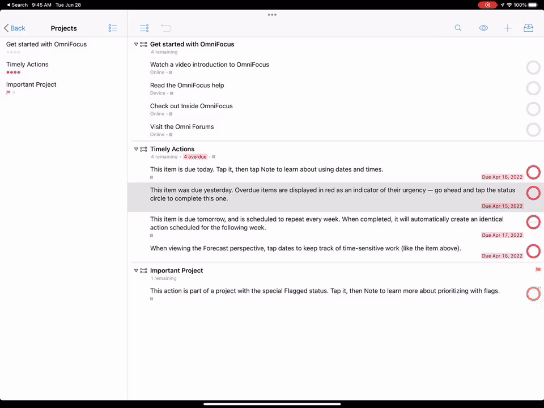 Search 9:45 AM Tue Jun 28
100%
Back
Projects
Get started with OmniFocus
Timely Actions
Important Project
Get started with OmniFocus
4 remaining
Watch a video introduction to OmniFocus
Online
Read the OmniFocus help
Device
Check out Inside OmniFocus
Online
Visit the Omni Forums
Online
Timely Actions
4 remaining • 4 overdue
This item is due today. Tap it, then tap Note to learn about using dates and times.
Due Apr 16, 2022
This item was due yesterday. Overdue items are displayed in red as an indicator of their urgency — go ahead and tap the status
circle to complete this one.
Due Apr 15, 2022
This item is due tomorrow, and is scheduled to repeat every week. When completed, it will automatically create an identical
action scheduled for the following week.
Due Apr 17, 2022
When viewing the Forecast perspective, tap dates to keep track of time-sensitive work (like the item above).
Due Apr 16, 2022
Important Project
1 remaining
This action is part of a project with the special Flagged status. Tap it, then Note to learn more about prioritizing with flags.